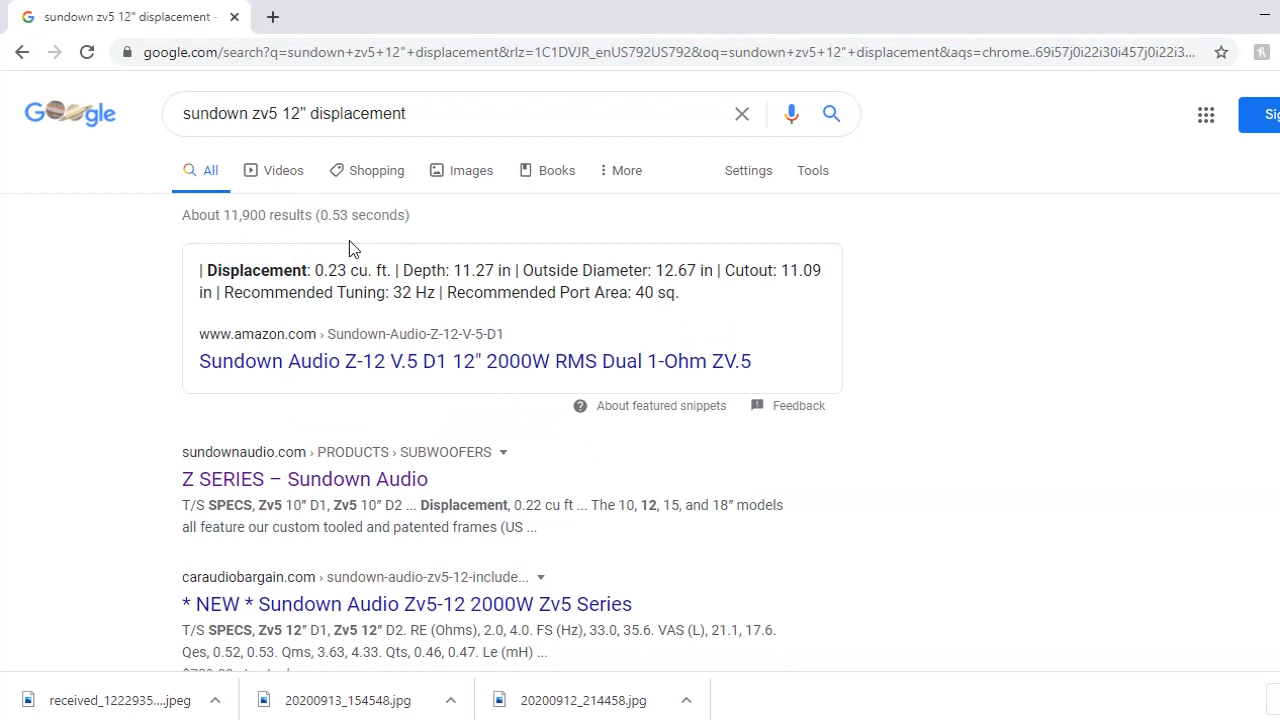 sundown zv5 12" displacement -
google.com/search?q=sundown+zv5+12"+displacement&rlz=1C1DVJR_enUS792US792&oq=sundown+zv5+12"+displacement&aqs=chrome..69i57j0i22i30i457j0i22i3...
Google
sundown zv5 12" displacement
Sig
All Videos Shopping Images Books More Settings Tools
About 11,900 results (0.53 seconds)
| Displacement: 0.23 cu. ft. | Depth: 11.27 in | Outside Diameter: 12.67 in | Cutout: 11.09
in | Recommended Tuning: 32 Hz | Recommended Port Area: 40 sq.
www.amazon.com › Sundown-Audio-Z-12-V-5-D1
Sundown Audio Z-12 V.5 D1 12" 2000W RMS Dual 1-Ohm ZV.5
About featured snippets Feedback
sundownaudio.com › PRODUCTS › SUBWOOFERS
Z SERIES – Sundown Audio
T/S SPECS, Zv5 10″ D1, Zv5 10″ D2 ... Displacement, 0.22 cu ft ... The 10, 12, 15, and 18″ models
all feature our custom tooled and patented frames (US ...
caraudiobargain.com › sundown-audio-zv5-12-include...
* NEW * Sundown Audio Zv5-12 2000W Zv5 Series
T/S SPECS, Zv5 12″ D1, Zv5 12″ D2. RE (Ohms), 2.0, 4.0. FS (Hz), 33.0, 35.6. VAS (L), 21.1, 17.6.
Qes, 0.52, 0.53. Qms, 3.63, 4.33. Qts, 0.46, 0.47. Le (mH) ...
received_1222935....jpeg 20200913_154548.jpg 20200912_214458.jpg